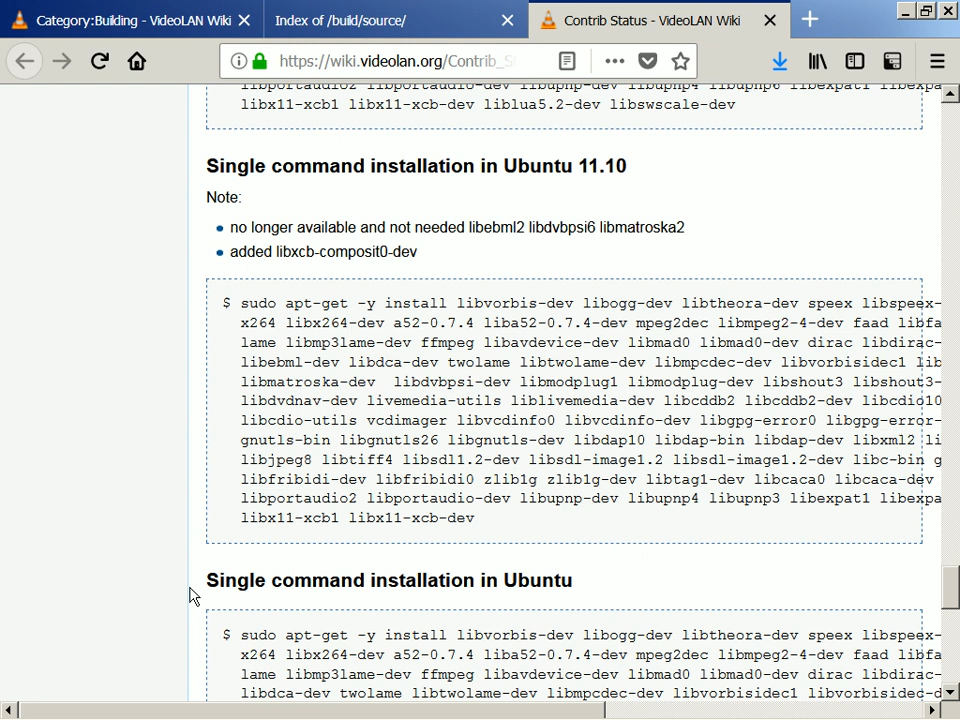 Category:Building - VideoLAN Wiki
Index of /build/source/
Contrib Status - VideoLAN Wiki
https://wiki.videolan.org/Contrib_S
libportaudio2 libportaudio-dev libupnp-dev libupnp4 libupnp6 libexpat1 libexpa
libx11-xcb1 libx11-xcb-dev liblua5.2-dev libswscale-dev
Single command installation in Ubuntu 11.10
Note:
no longer available and not needed libebml2 libdvbpsi6 libmatroska2
added libxcb-composit0-dev
$ sudo apt-get -y install libvorbis-dev libogg-dev libtheora-dev speex libspeex-
x264 libx264-dev a52-0.7.4 liba52-0.7.4-dev mpeg2dec libmpeg2-4-dev faad libfa
lame libmp3lame-dev ffmpeg libavdevice-dev libmad0 libmad0-dev dirac libdirac-
libebml-dev libdca-dev twolame libtwolame-dev libmpcdec-dev libvorbisidec1 lib
libmatroska-dev  libdvbpsi-dev libmodplug1 libmodplug-dev libshout3 libshout3-
libdvdnav-dev livemedia-utils liblivemedia-dev libcddb2 libcddb2-dev libcdio10
libcdio-utils vcdimager libvcdinfo0 libvcdinfo-dev libgpg-error0 libgpg-error-
gnutls-bin libgnutls26 libgnutls-dev libdap10 libdap-bin libdap-dev libxml2 li
libjpeg8 libtiff4 libsdl1.2-dev libsdl-image1.2 libsdl-image1.2-dev libc-bin g
libfribidi-dev libfribidi0 zlib1g zlib1g-dev libtag1-dev libcaca0 libcaca-dev
libportaudio2 libportaudio-dev libupnp-dev libupnp4 libupnp3 libexpat1 libexpa
libx11-xcb1 libx11-xcb-dev
Single command installation in Ubuntu
$ sudo apt-get -y install libvorbis-dev libogg-dev libtheora-dev speex libspeex-
x264 libx264-dev a52-0.7.4 liba52-0.7.4-dev mpeg2dec libmpeg2-4-dev faad libfa
lame libmp3lame-dev ffmpeg libavdevice-dev libmad0 libmad0-dev dirac libdirac-
libdca-dev twolame libtwolame-dev libmpcdec-dev libvorbisidec1 libvorbisidec-d